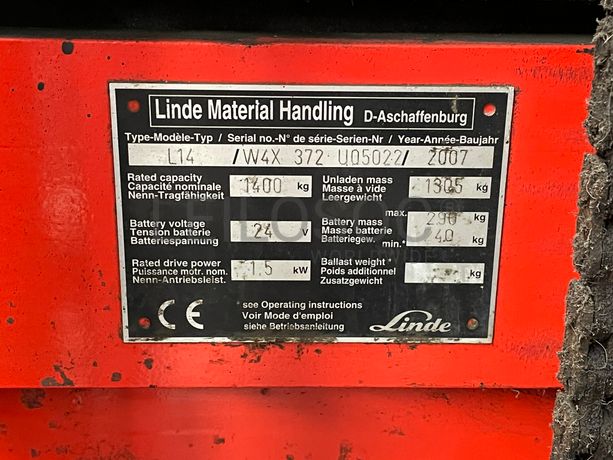 Linde Material Handling D-Aschaffenburg
Type-Modèle-Typ / Serial no.-N° de série-Serien-Nr / Year-Année-Baujahr
L14 /W4X 372 U05022/ 2007
Rated capacity
Capacité nominale
Nenn-Tragfähigkeit
1400 kg
Unladen mass
Masse à vide
Leergewicht
1305 kg
Battery voltage
Tension batterie
Batteriespannung
24 V
Battery mass
Masse batterie
Batteriegew.
max. 290 kg
min.* kg
Rated drive power
Puissance motr. nom.
Nenn-Antriebsleist.
1.5 kW
Ballast weight *
Poids additionnel
Zusatzgewicht
kg
*see Operating instructions
Voir Mode d'emploi
siehe Betriebsanleitung
CE
Linde